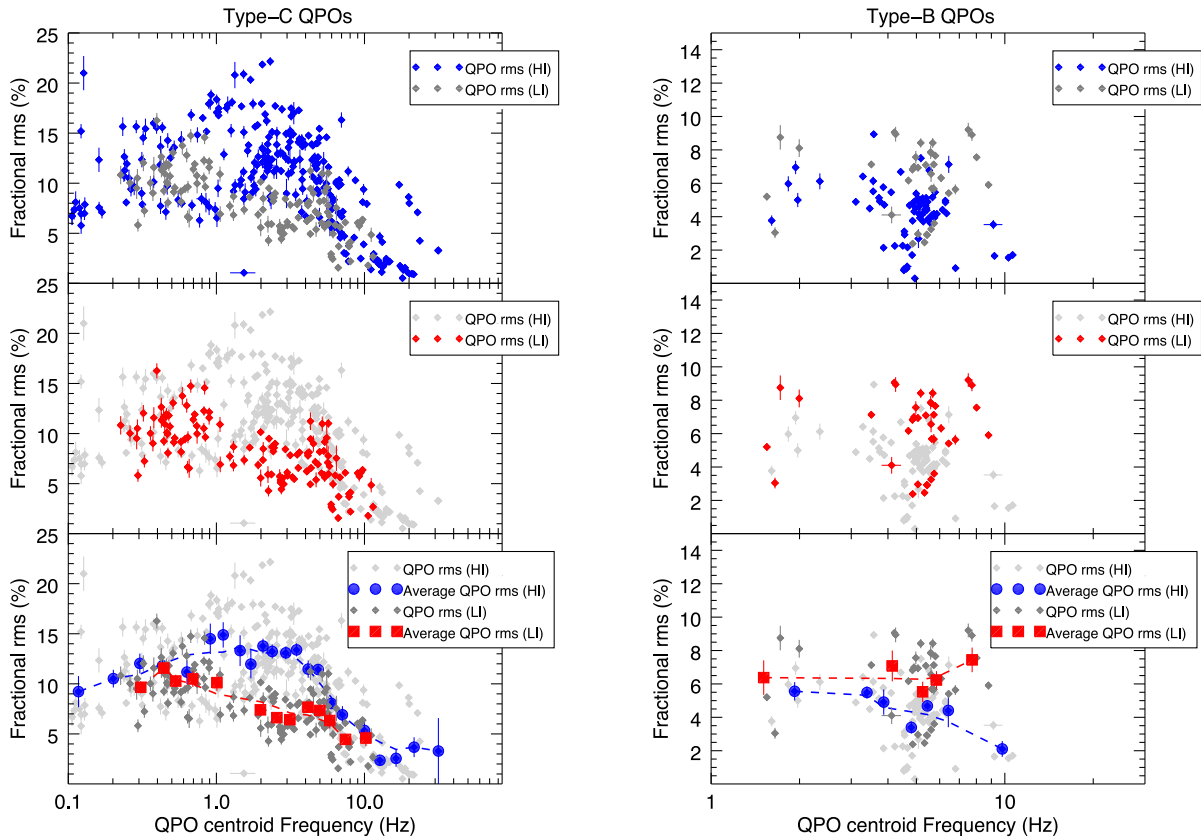 Type−C QPOs
Type−B QPOs
Fractional rms (%)
25
20
15
10
5
QPO rms (HI)
QPO rms (LI)
Fractional rms (%)
14
12
10
8
6
4
2
QPO rms (HI)
QPO rms (LI)
Fractional rms (%)
25
20
15
10
5
QPO rms (HI)
QPO rms (LI)
Fractional rms (%)
14
12
10
8
6
4
2
QPO rms (HI)
QPO rms (LI)
Fractional rms (%)
25
20
15
10
5
QPO rms (HI)
Average QPO rms (HI)
QPO rms (LI)
Average QPO rms (LI)
0.1
1.0
10.0
QPO centroid Frequency (Hz)
Fractional rms (%)
14
12
10
8
6
4
2
QPO rms (HI)
Average QPO rms (HI)
QPO rms (LI)
Average QPO rms (LI)
1
10
QPO centroid Frequency (Hz)